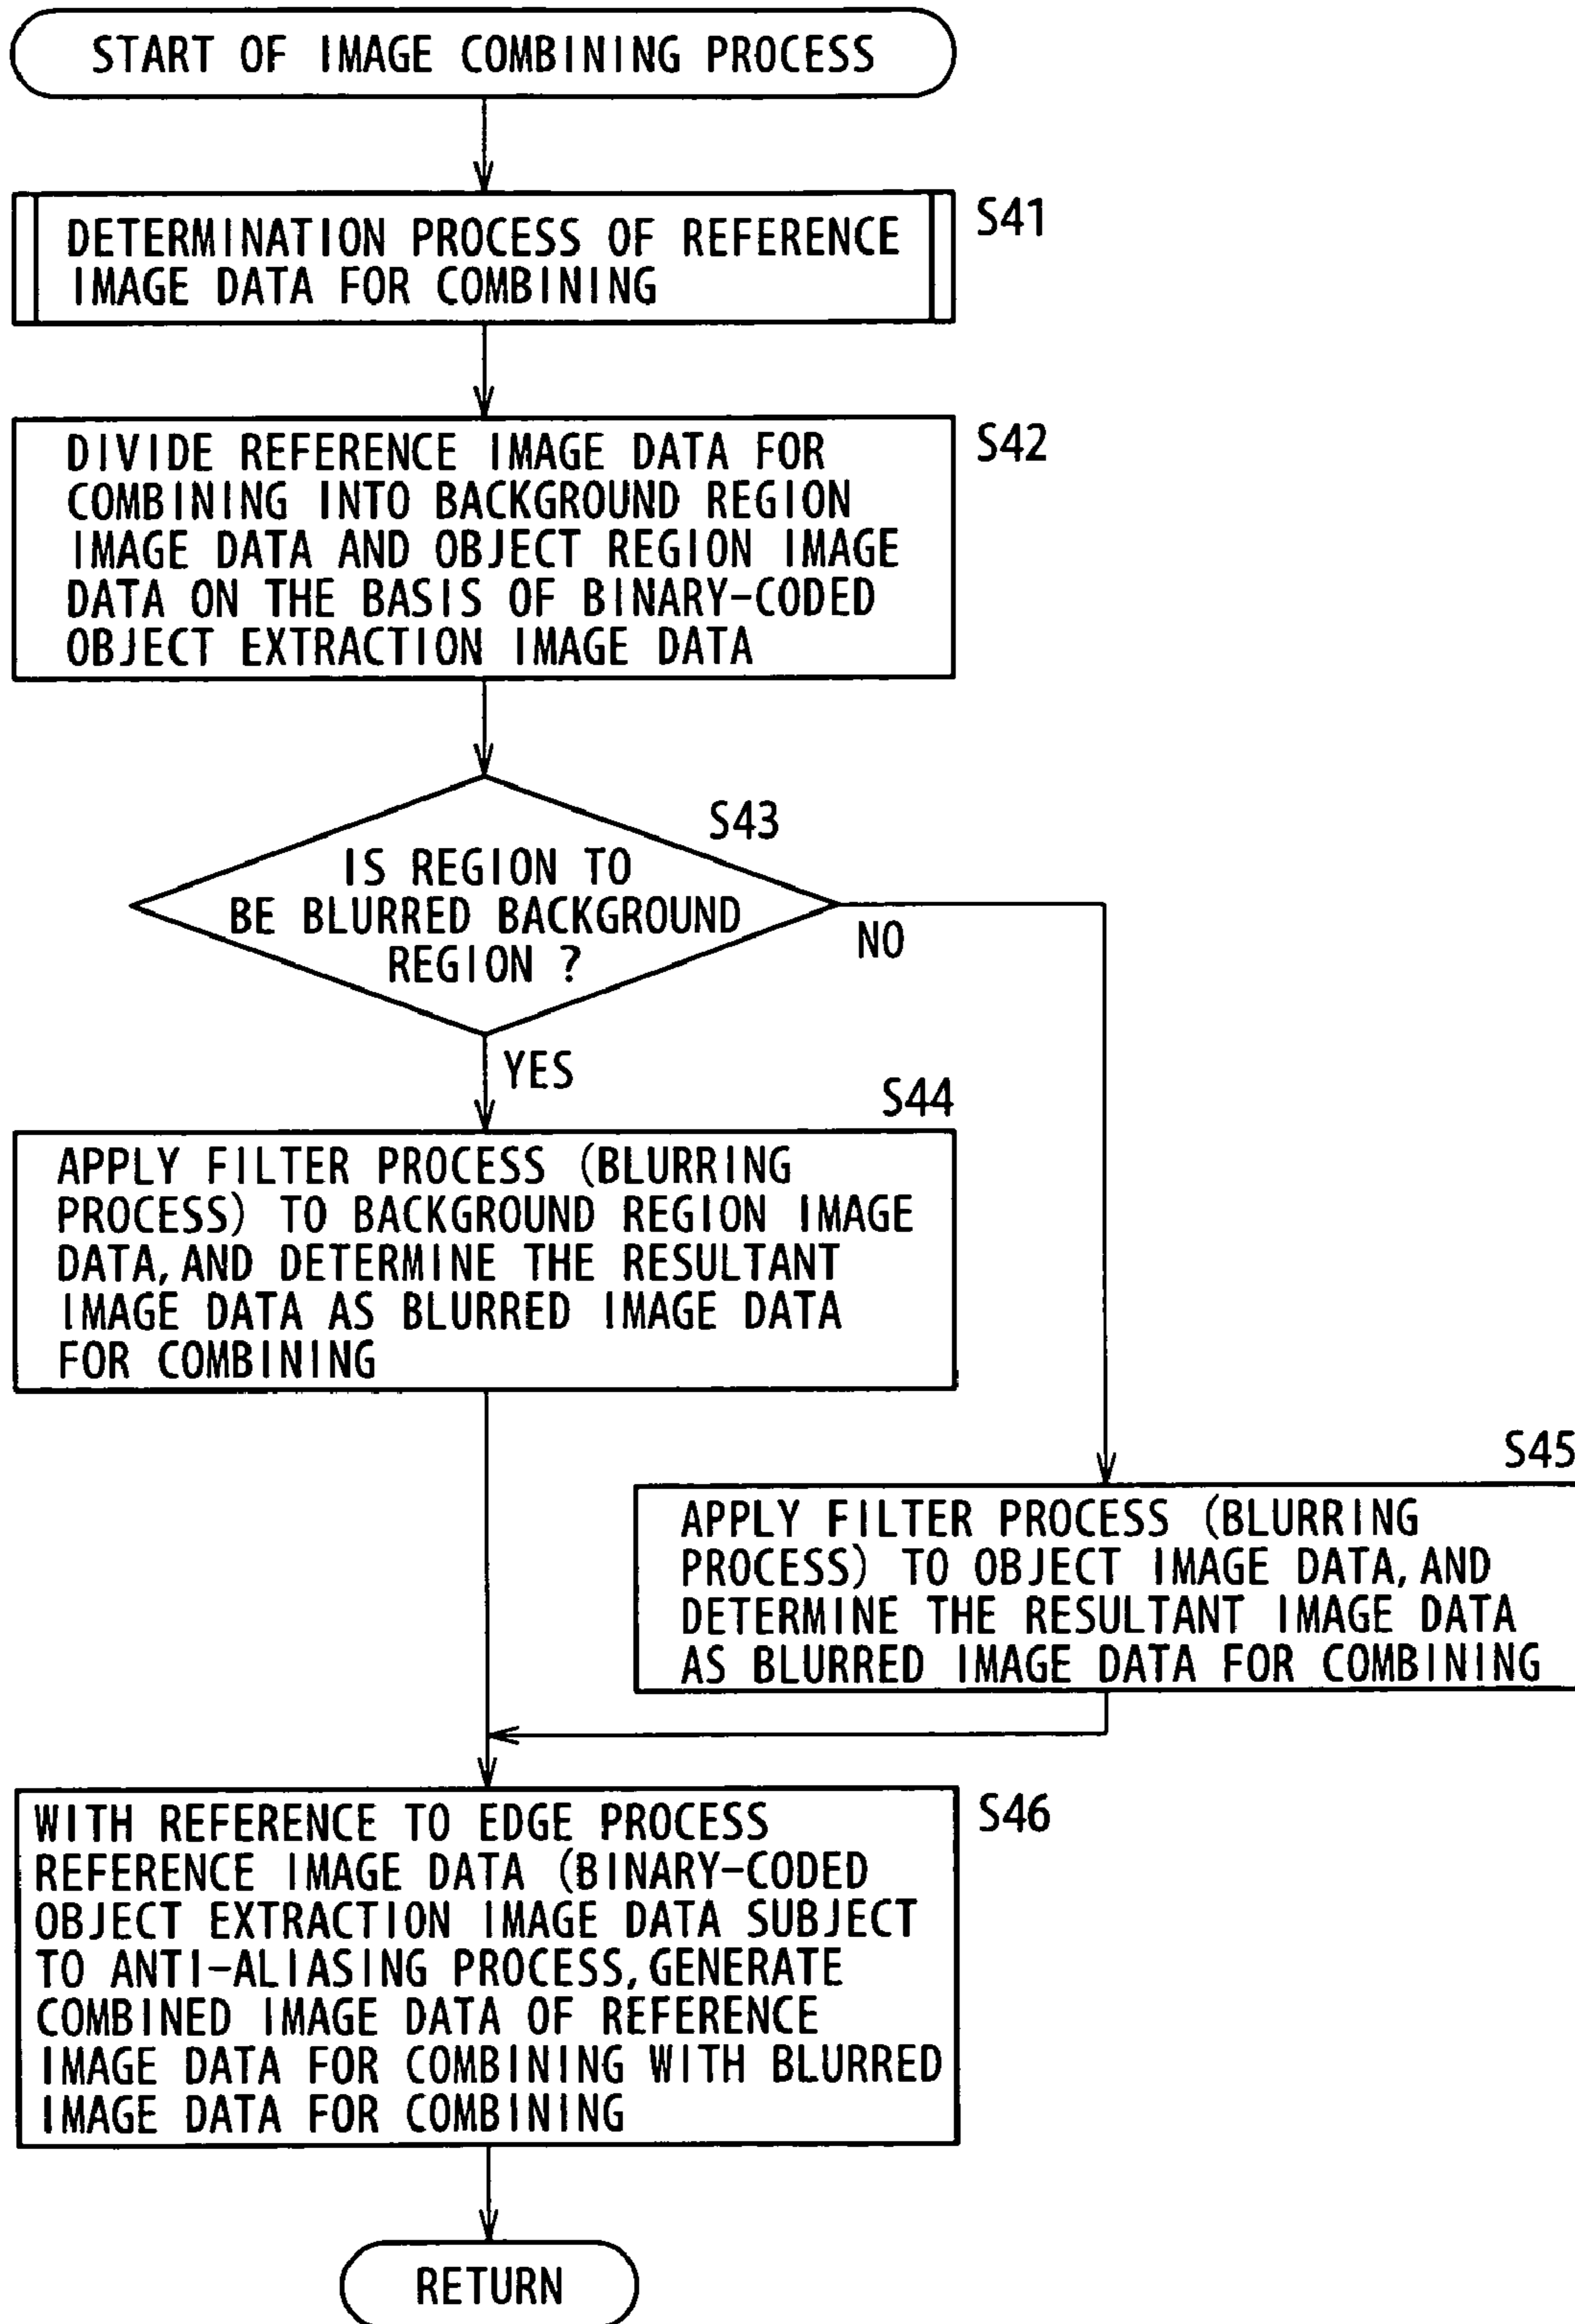 START OF IMAGE COMBINING PROCESS
DETERMINATION PROCESS OF REFERENCE
IMAGE DATA FOR COMBINING
S41
DIVIDE REFERENCE IMAGE DATA FOR
COMBINING INTO BACKGROUND REGION
IMAGE DATA AND OBJECT REGION IMAGE
DATA ON THE BASIS OF BINARY-CODED
OBJECT EXTRACTION IMAGE DATA
S42
S43
IS REGION TO
BE BLURRED BACKGROUND
REGION ?
NO
YES
S44
APPLY FILTER PROCESS (BLURRING
PROCESS) TO BACKGROUND REGION IMAGE
DATA, AND DETERMINE THE RESULTANT
IMAGE DATA AS BLURRED IMAGE DATA
FOR COMBINING
S45
APPLY FILTER PROCESS (BLURRING
PROCESS) TO OBJECT IMAGE DATA, AND
DETERMINE THE RESULTANT IMAGE DATA
AS BLURRED IMAGE DATA FOR COMBINING
WITH REFERENCE TO EDGE PROCESS
REFERENCE IMAGE DATA (BINARY-CODED
OBJECT EXTRACTION IMAGE DATA SUBJECT
TO ANTI-ALIASING PROCESS, GENERATE
COMBINED IMAGE DATA OF REFERENCE
IMAGE DATA FOR COMBINING WITH BLURRED
IMAGE DATA FOR COMBINING
S46
RETURN